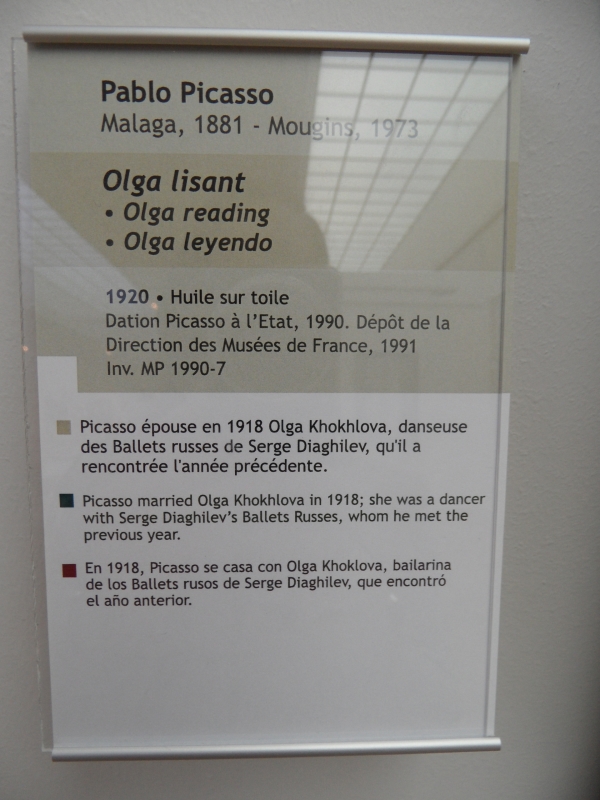 Pablo Picasso
Malaga, 1881 - Mougins, 1973
Olga lisant
• Olga reading
• Olga leyendo
1920 • Huile sur toile
Dation Picasso à l'Etat, 1990. Dépôt de la
Direction des Musées de France, 1991
Inv. MP 1990-7
Picasso épouse en 1918 Olga Khokhlova, danseuse
des Ballets russes de Serge Diaghilev, qu'il a
rencontrée l'année précédente.
Picasso married Olga Khokhlova in 1918; she was a dancer
with Serge Diaghilev's Ballets Russes, whom he met the
previous year.
En 1918, Picasso se casa con Olga Khoklova, bailarina
de los Ballets rusos de Serge Diaghilev, que encontró
el año anterior.